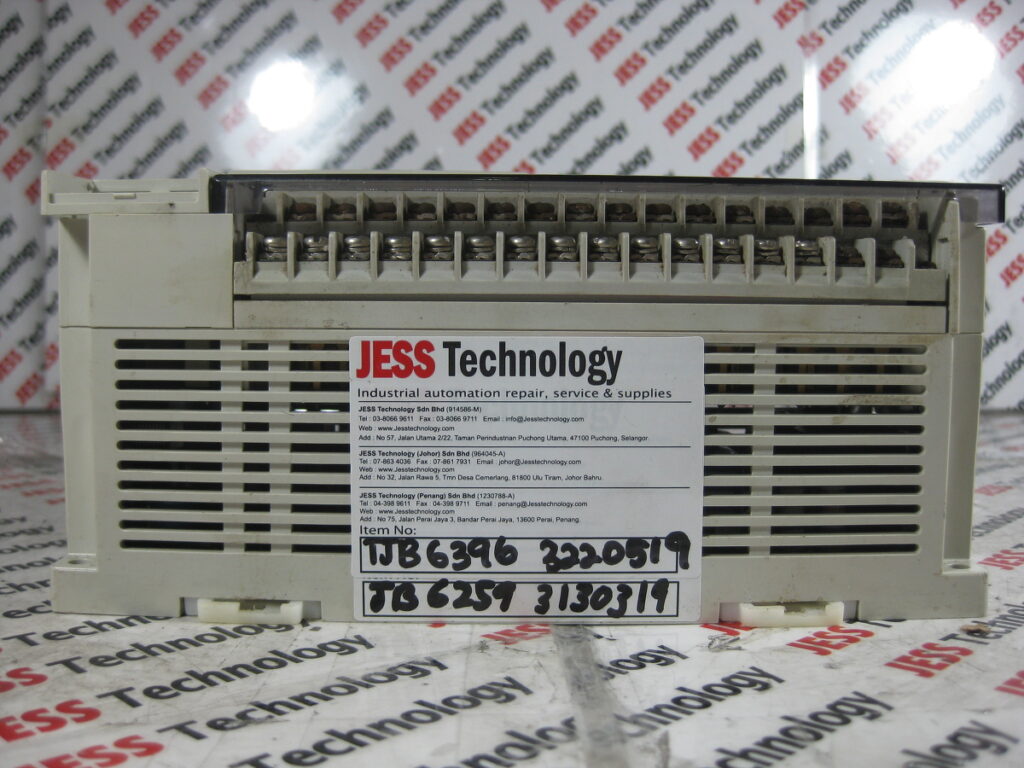 JESS Technology
Industrial automation repair, service & supplies
JESS Technology Sdn Bhd (914586-M)
Tel : 03-8066 9611 Fax : 03-8066 9711 Email : info@Jesstechnology.com
Web : www.Jesstechnology.com
Add : No 57, Jalan Utama 2/22, Taman Perindustrian Puchong Utama, 47100 Puchong, Selangor.
JESS Technology (Johor) Sdn Bhd (964045-A)
Tel : 07-863 4036 Fax : 07-861 7931 Email : johor@Jesstechnology.com
Web : www.Jesstechnology.com
Add : No 32, Jalan Rawa 5, Tmn Desa Cemerlang, 81800 Ulu Tiram, Johor Bahru.
JESS Technology (Penang) Sdn Bhd (1230788-A)
Tel : 04-398 9611 Fax : 04-398 9711 Email : penang@Jesstechnology.com
Web : www.Jesstechnology.com
Add : No 75, Jalan Perai Jaya 3, Bandar Perai Jaya, 13600 Perai, Penang.
Item No:
TJB 6396 3220519
JB 6259 3130319